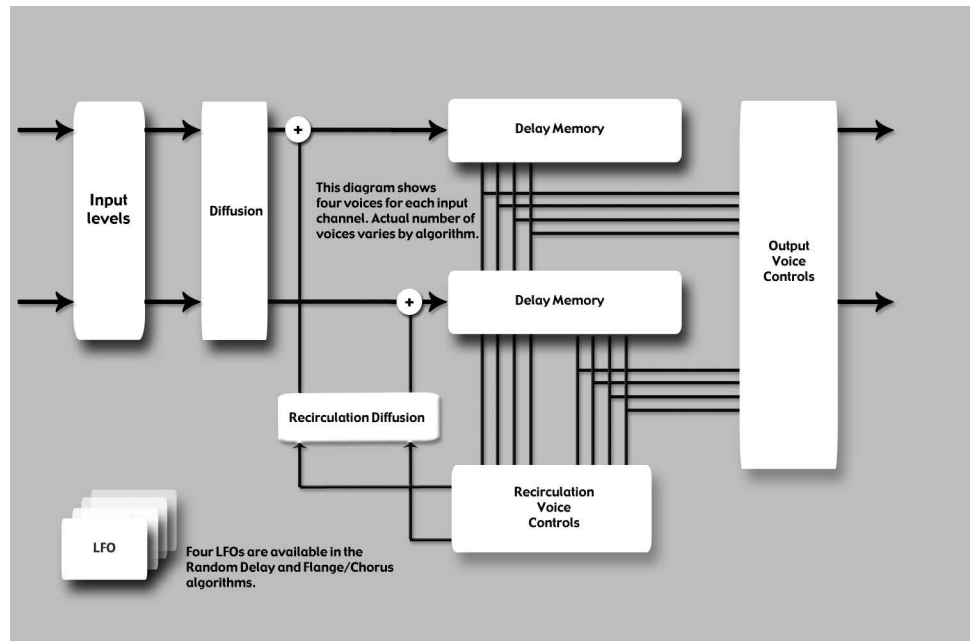 Input
levels
Diffusion
+
Delay Memory
This diagram shows
four voices for each input
channel. Actual number of
voices varies by algorithm.
+
Delay Memory
Output
Voice
Controls
Recirculation Diffusion
Recirculation
Voice
Controls
LFO
Four LFOs are available in the
Random Delay and Flange/Chorus
algorithms.